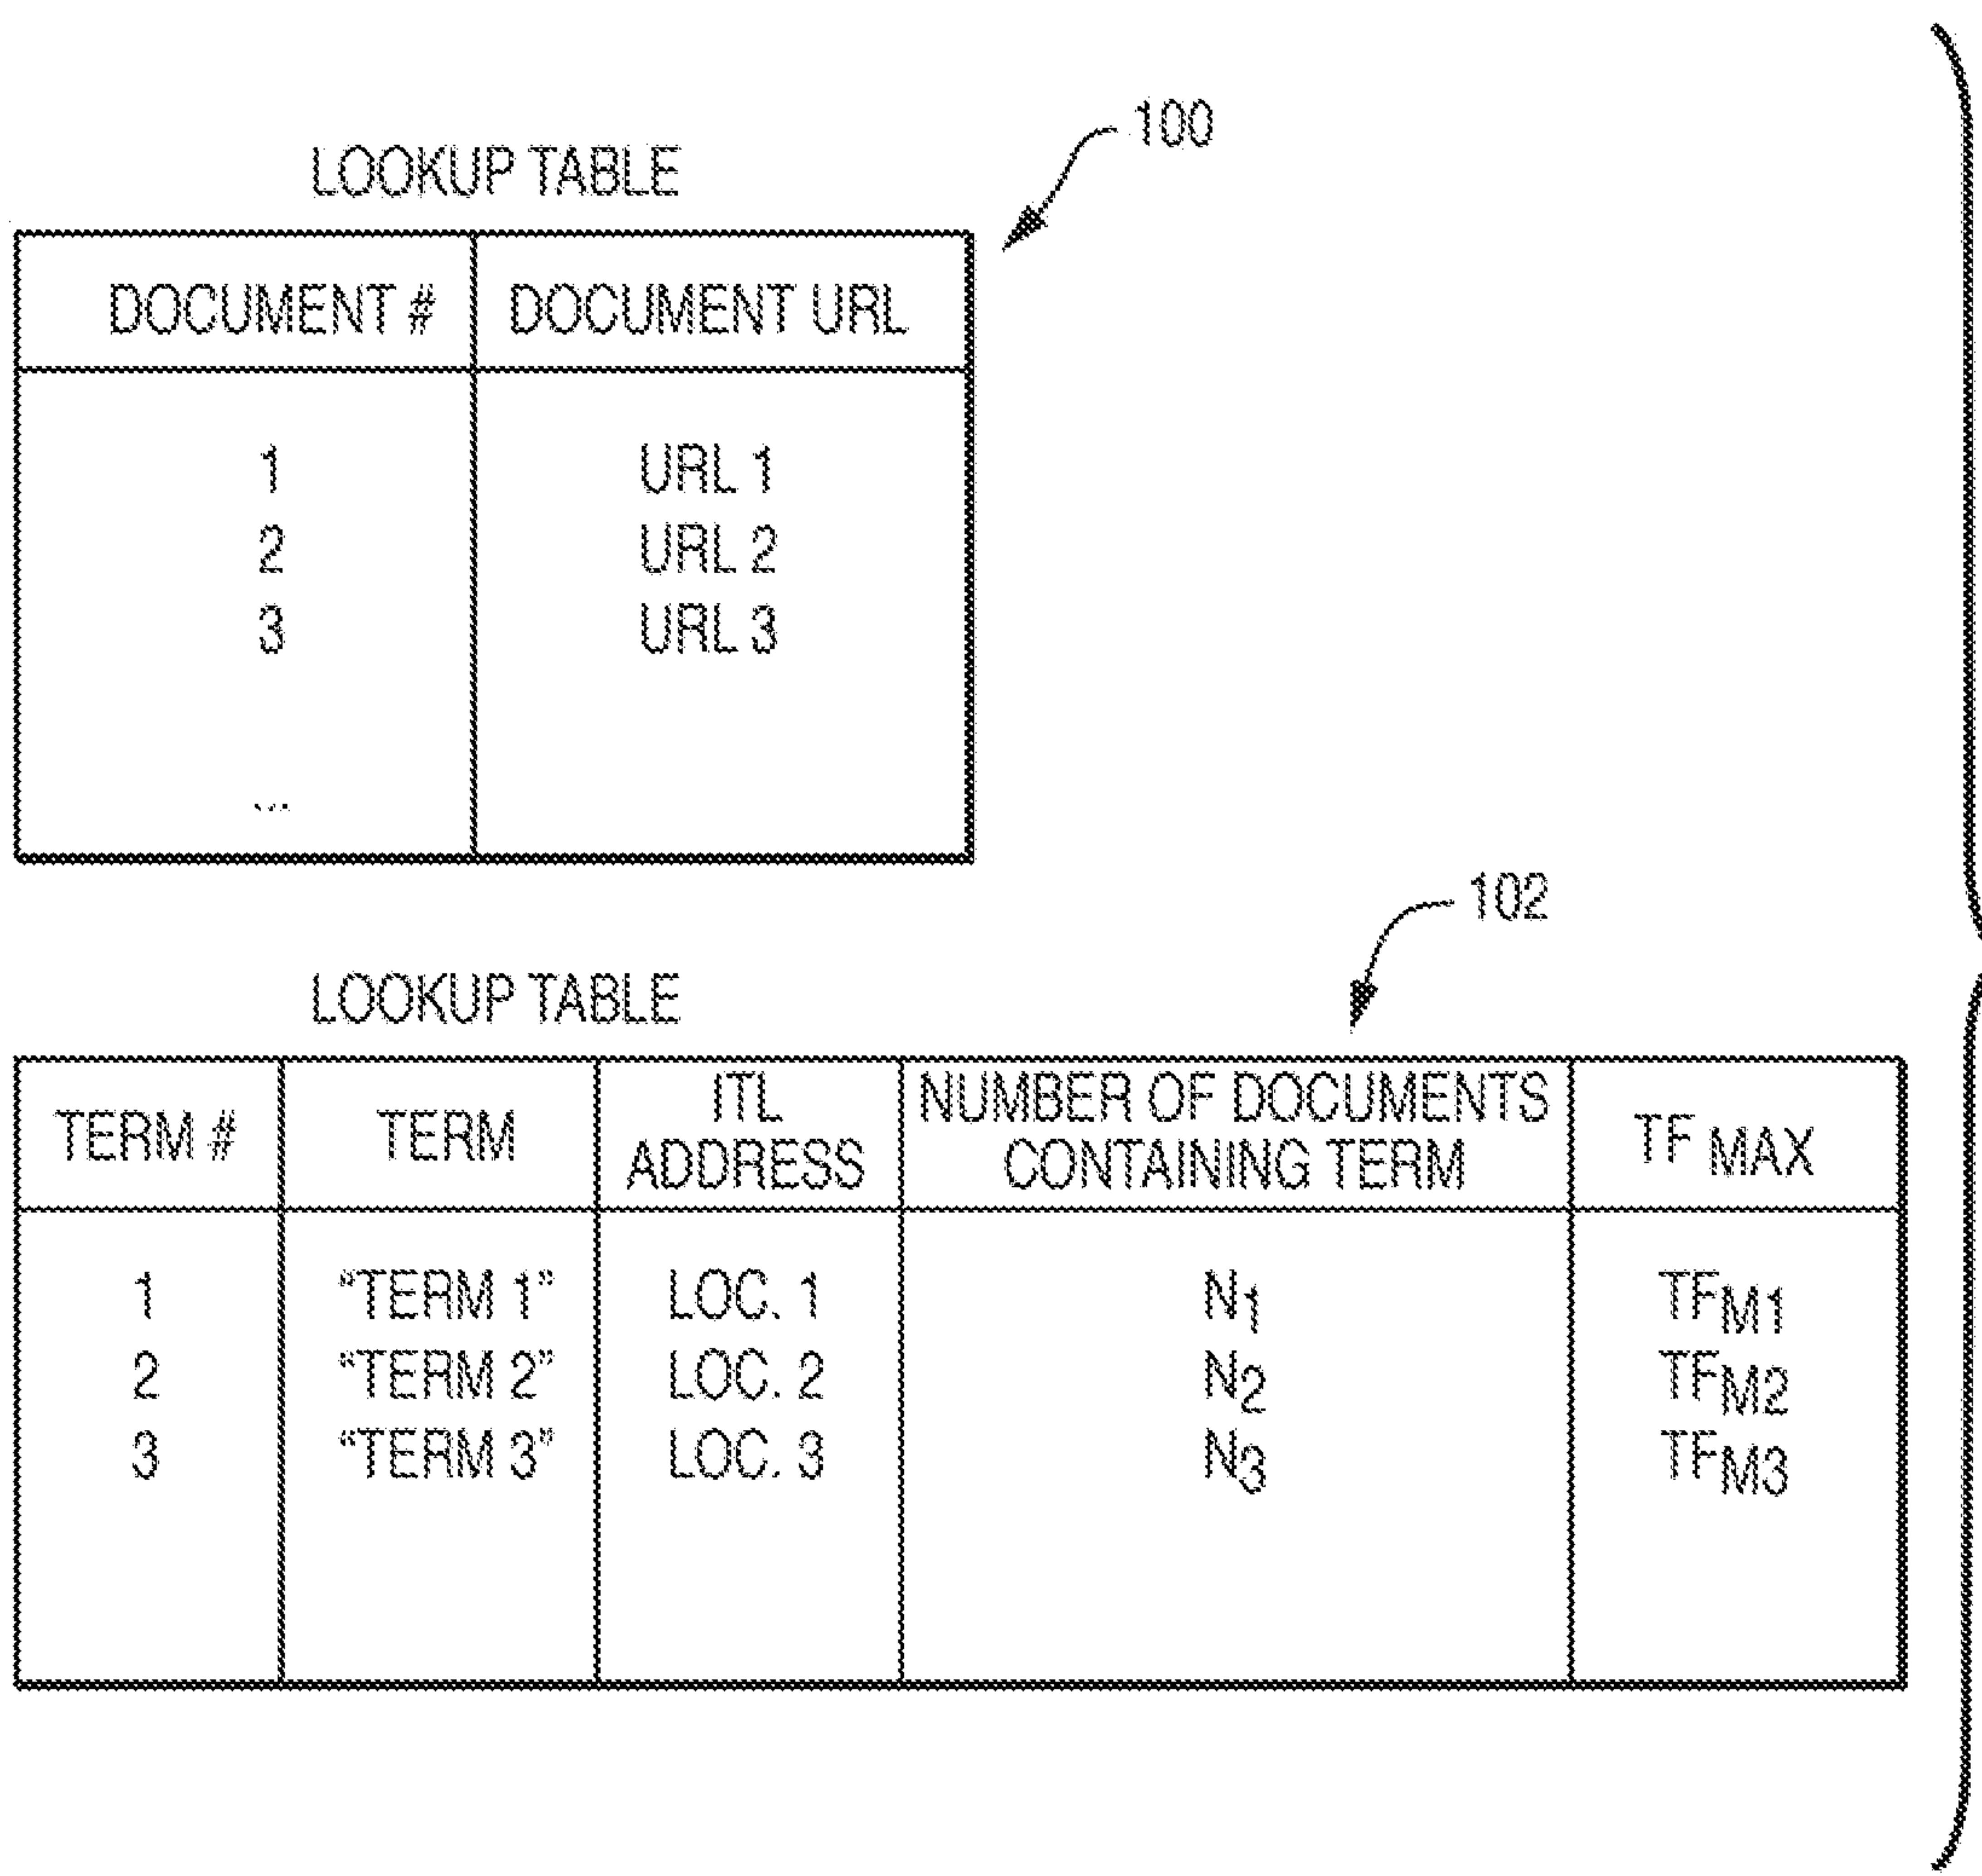 100
LOOKUP TABLE
DOCUMENT # DOCUMENT URL
1 URL 1
2 URL 2
3 URL 3
...
102
LOOKUP TABLE
TERM # TERM ITL ADDRESS NUMBER OF DOCUMENTS CONTAINING TERM TF MAX
1 "TERM 1" LOC. 1 N1 TFM1
2 "TERM 2" LOC. 2 N2 TFM2
3 "TERM 3" LOC. 3 N3 TFM3